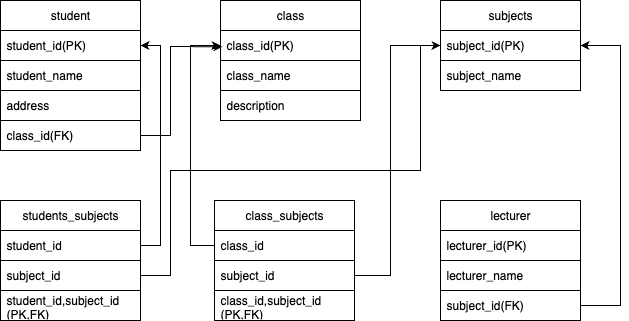 student
student_id(PK)
student_name
address
class_id(FK)
class
class_id(PK)
class_name
description
subjects
subject_id(PK)
subject_name
students_subjects
student_id
subject_id
student_id,subject_id
(PK,FK)
class_subjects
class_id
subject_id
class_id,subject_id
(PK,FK)
lecturer
lecturer_id(PK)
lecturer_name
subject_id(FK)